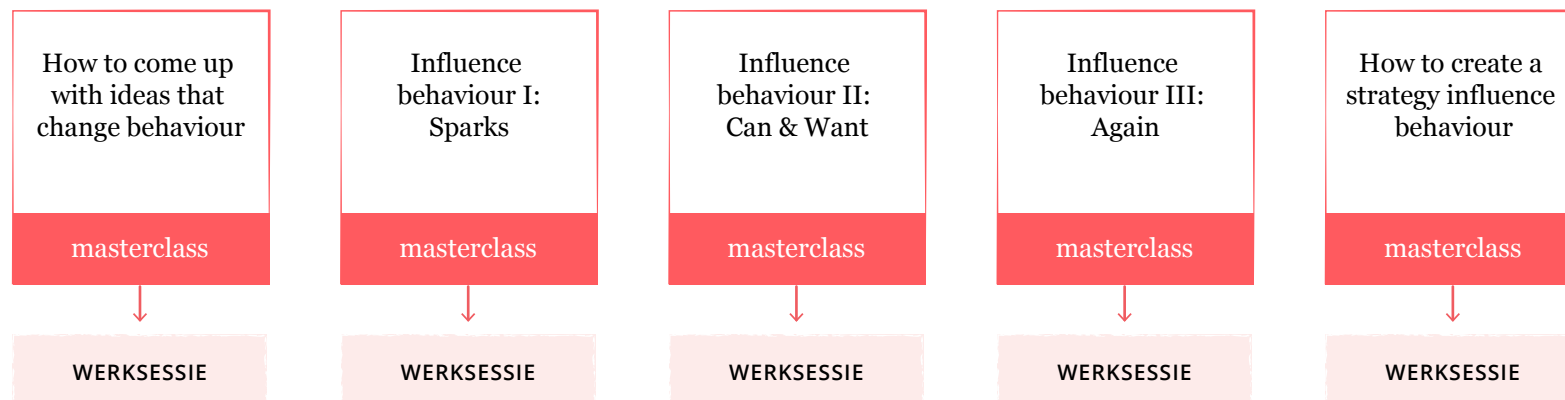 How to come up
with ideas that
change behaviour
masterclass
WERKSESSIE
Influence
behaviour I:
Sparks
masterclass
WERKSESSIE
Influence
behaviour II:
Can & Want
masterclass
WERKSESSIE
Influence
behaviour III:
Again
masterclass
WERKSESSIE
How to create a
strategy influence
behaviour
masterclass
WERKSESSIE